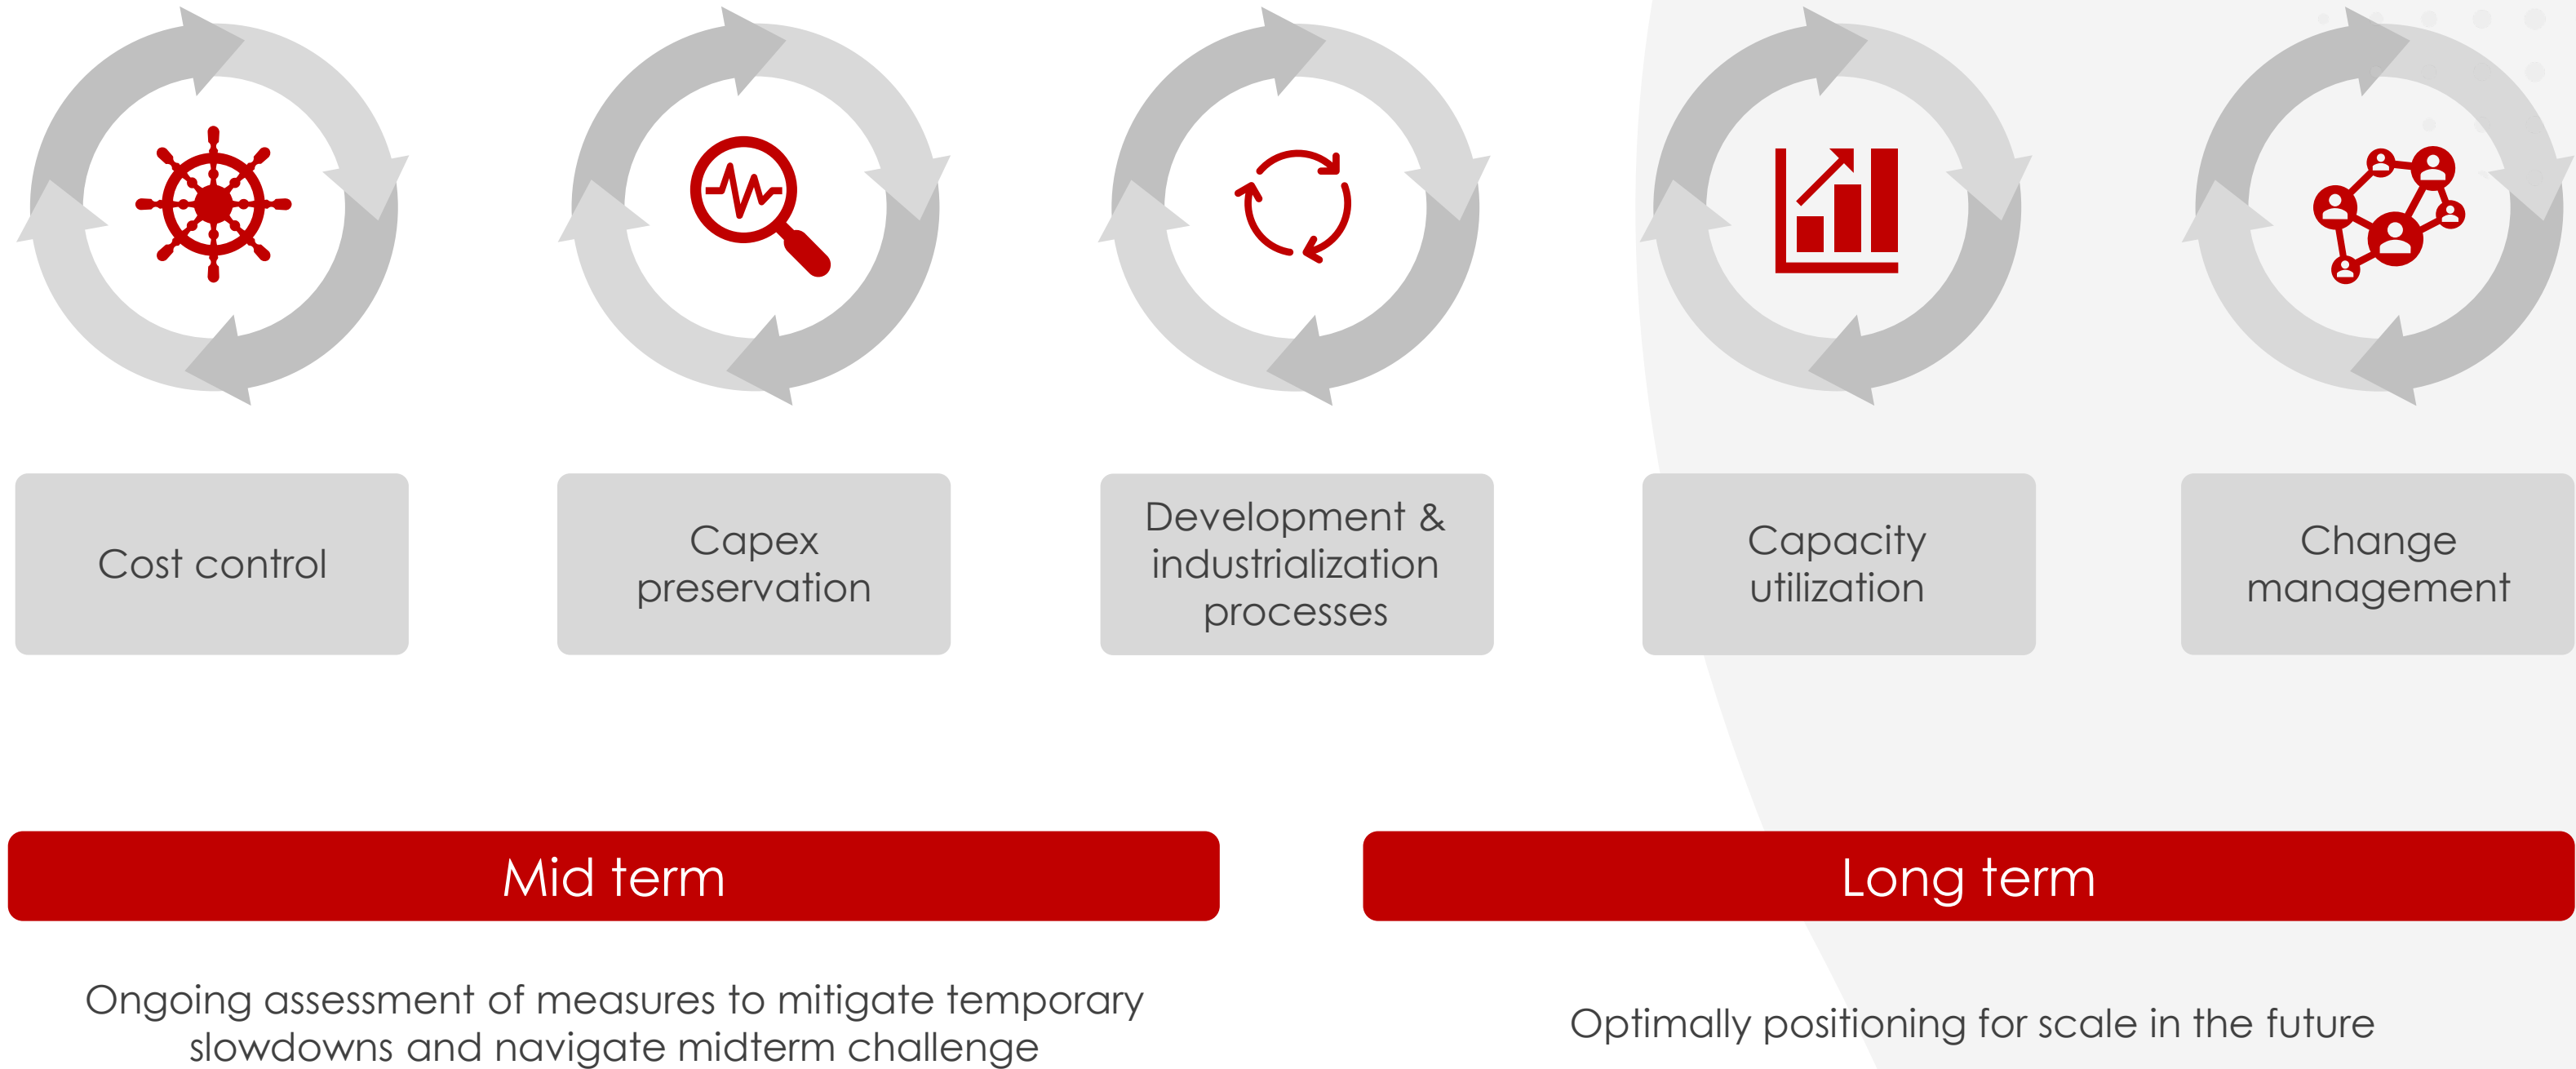 Cost control
Capex
preservation
Development &
industrialization
processes
Capacity
utilization
Change
management
Mid term
Long term
Ongoing assessment of measures to mitigate temporary
slowdowns and navigate midterm challenge
Optimally positioning for scale in the future